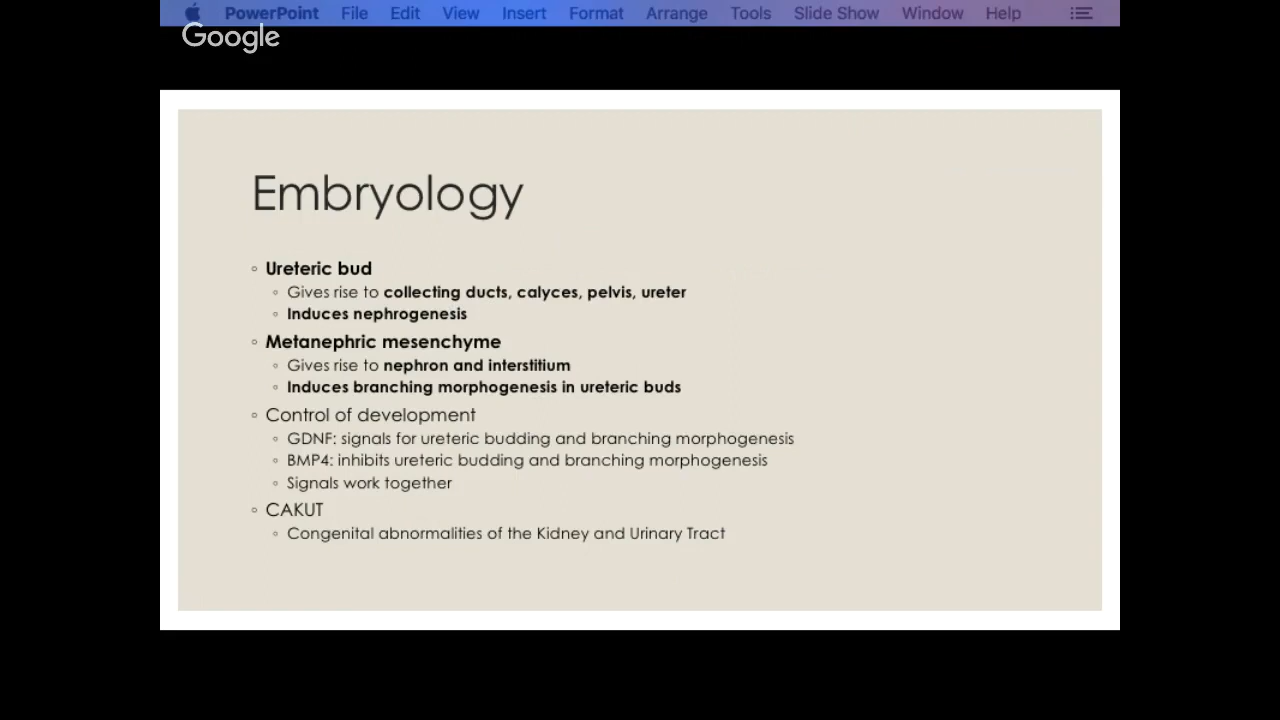 PowerPoint File Edit View Insert Format Arrange Tools Slide Show Window Help
Google
Embryology
◦ Ureteric bud
◦ Gives rise to collecting ducts, calyces, pelvis, ureter
◦ Induces nephrogenesis
◦ Metanephric mesenchyme
◦ Gives rise to nephron and interstitium
◦ Induces branching morphogenesis in ureteric buds
◦ Control of development
◦ GDNF: signals for ureteric budding and branching morphogenesis
◦ BMP4: inhibits ureteric budding and branching morphogenesis
◦ Signals work together
◦ CAKUT
◦ Congenital abnormalities of the Kidney and Urinary Tract